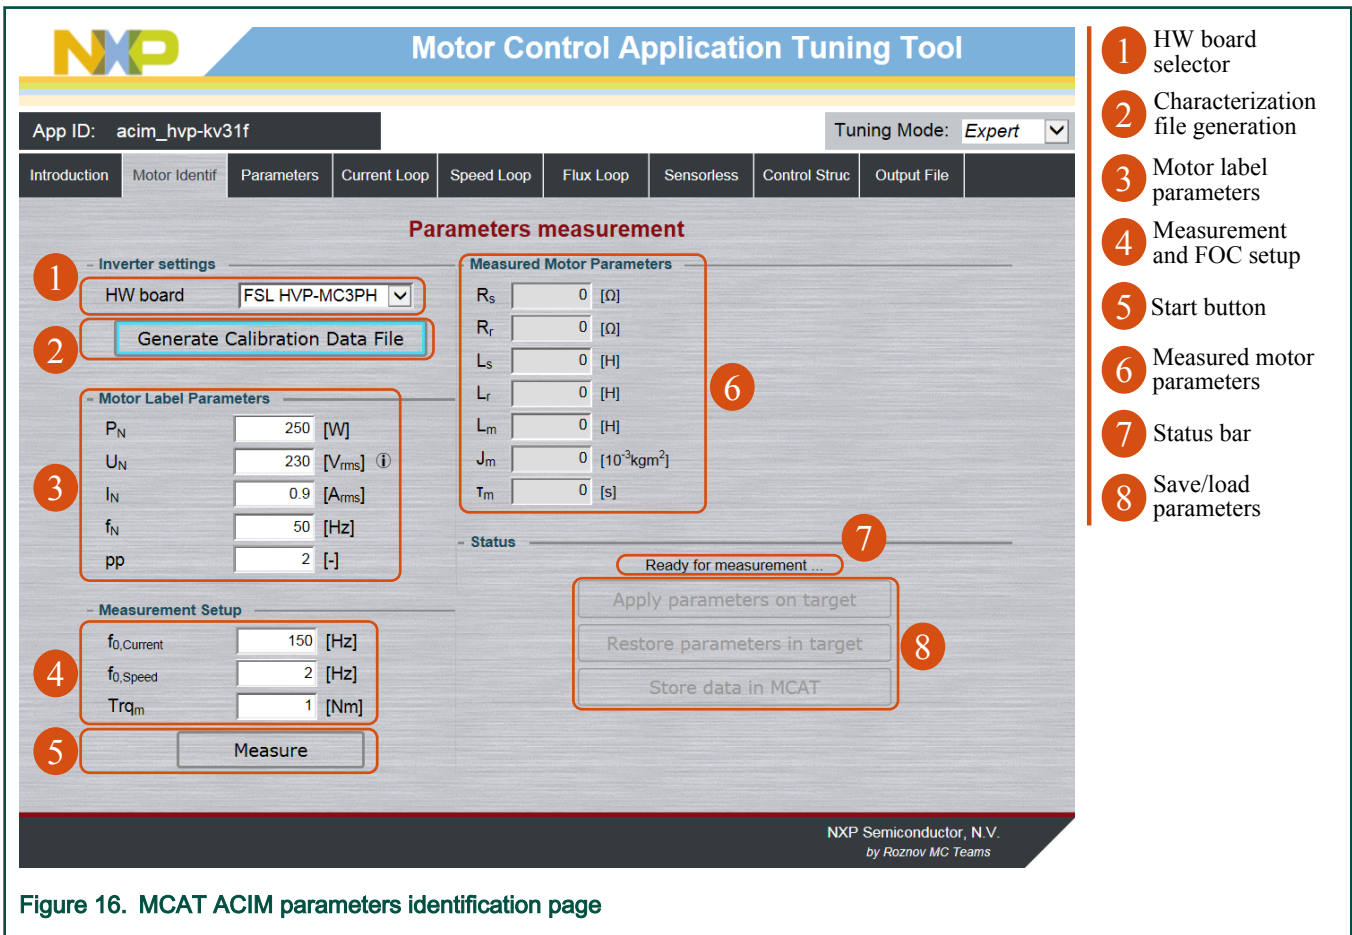 NXP
Motor Control Application Tuning Tool
App ID: acim_hvp-kv31f
Tuning Mode: Expert
Introduction Motor Identif Parameters Current Loop Speed Loop Flux Loop Sensorless Control Struc Output File
Parameters measurement
1
Inverter settings
HW board FSL HVP-MC3PH
2
Generate Calibration Data File
Motor Label Parameters
3
PN 250 [W]
UN 230 [Vrms] i
IN 0.9 [Arms]
fN 50 [Hz]
pp 2 [-]
Measurement Setup
4
f0,Current 150 [Hz]
f0,Speed 2 [Hz]
Trqm 1 [Nm]
5
Measure
Measured Motor Parameters
Rs 0 [Ω]
Rr 0 [Ω]
Ls 0 [H]
Lr 0 [H]
Lm 0 [H]
Jm 0 [10-3kgm2]
τm 0 [s]
6
Status
7
Ready for measurement ...
Apply parameters on target
Restore parameters in target
Store data in MCAT
8
NXP Semiconductor, N.V.
by Roznov MC Teams
1 HW board
selector
2 Characterization
file generation
3 Motor label
parameters
4 Measurement
and FOC setup
5 Start button
6 Measured motor
parameters
7 Status bar
8 Save/load
parameters
Figure 16. MCAT ACIM parameters identification page